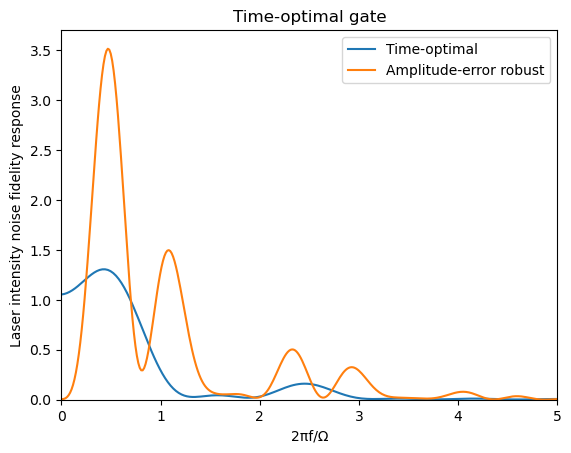 Time-optimal gate
Laser intensity noise fidelity response
3.5
3.0
2.5
2.0
1.5
1.0
0.5
0.0
Time-optimal
Amplitude-error robust
0 1 2 3 4 5
2πf/Ω